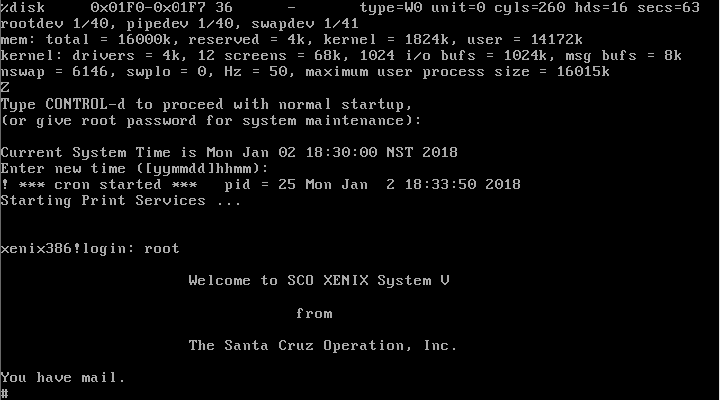 %disk 0x01F0-0x01F7 36 - type=W0 unit=0 cyls=260 hds=16 secs=63
rootdev 1/40, pipedev 1/40, swapdev 1/41
mem: total = 16000k, reserved = 4k, kernel = 1824k, user = 14172k
kernel: drivers = 4k, 12 screens = 68k, 1024 i/o bufs = 1024k, msg bufs = 8k
nswap = 6146, swplo = 0, Hz = 50, maximum user process size = 16015k
Z
Type CONTROL-d to proceed with normal startup,
(or give root password for system maintenance):
Current System Time is Mon Jan 02 18:30:00 NST 2018
Enter new time ([yymmdd]hhmm):
! *** cron started *** pid = 25 Mon Jan 2 18:33:50 2018
Starting Print Services ...
xenix386!login: root
Welcome to SCO XENIX System V
from
The Santa Cruz Operation, Inc.
You have mail.
#